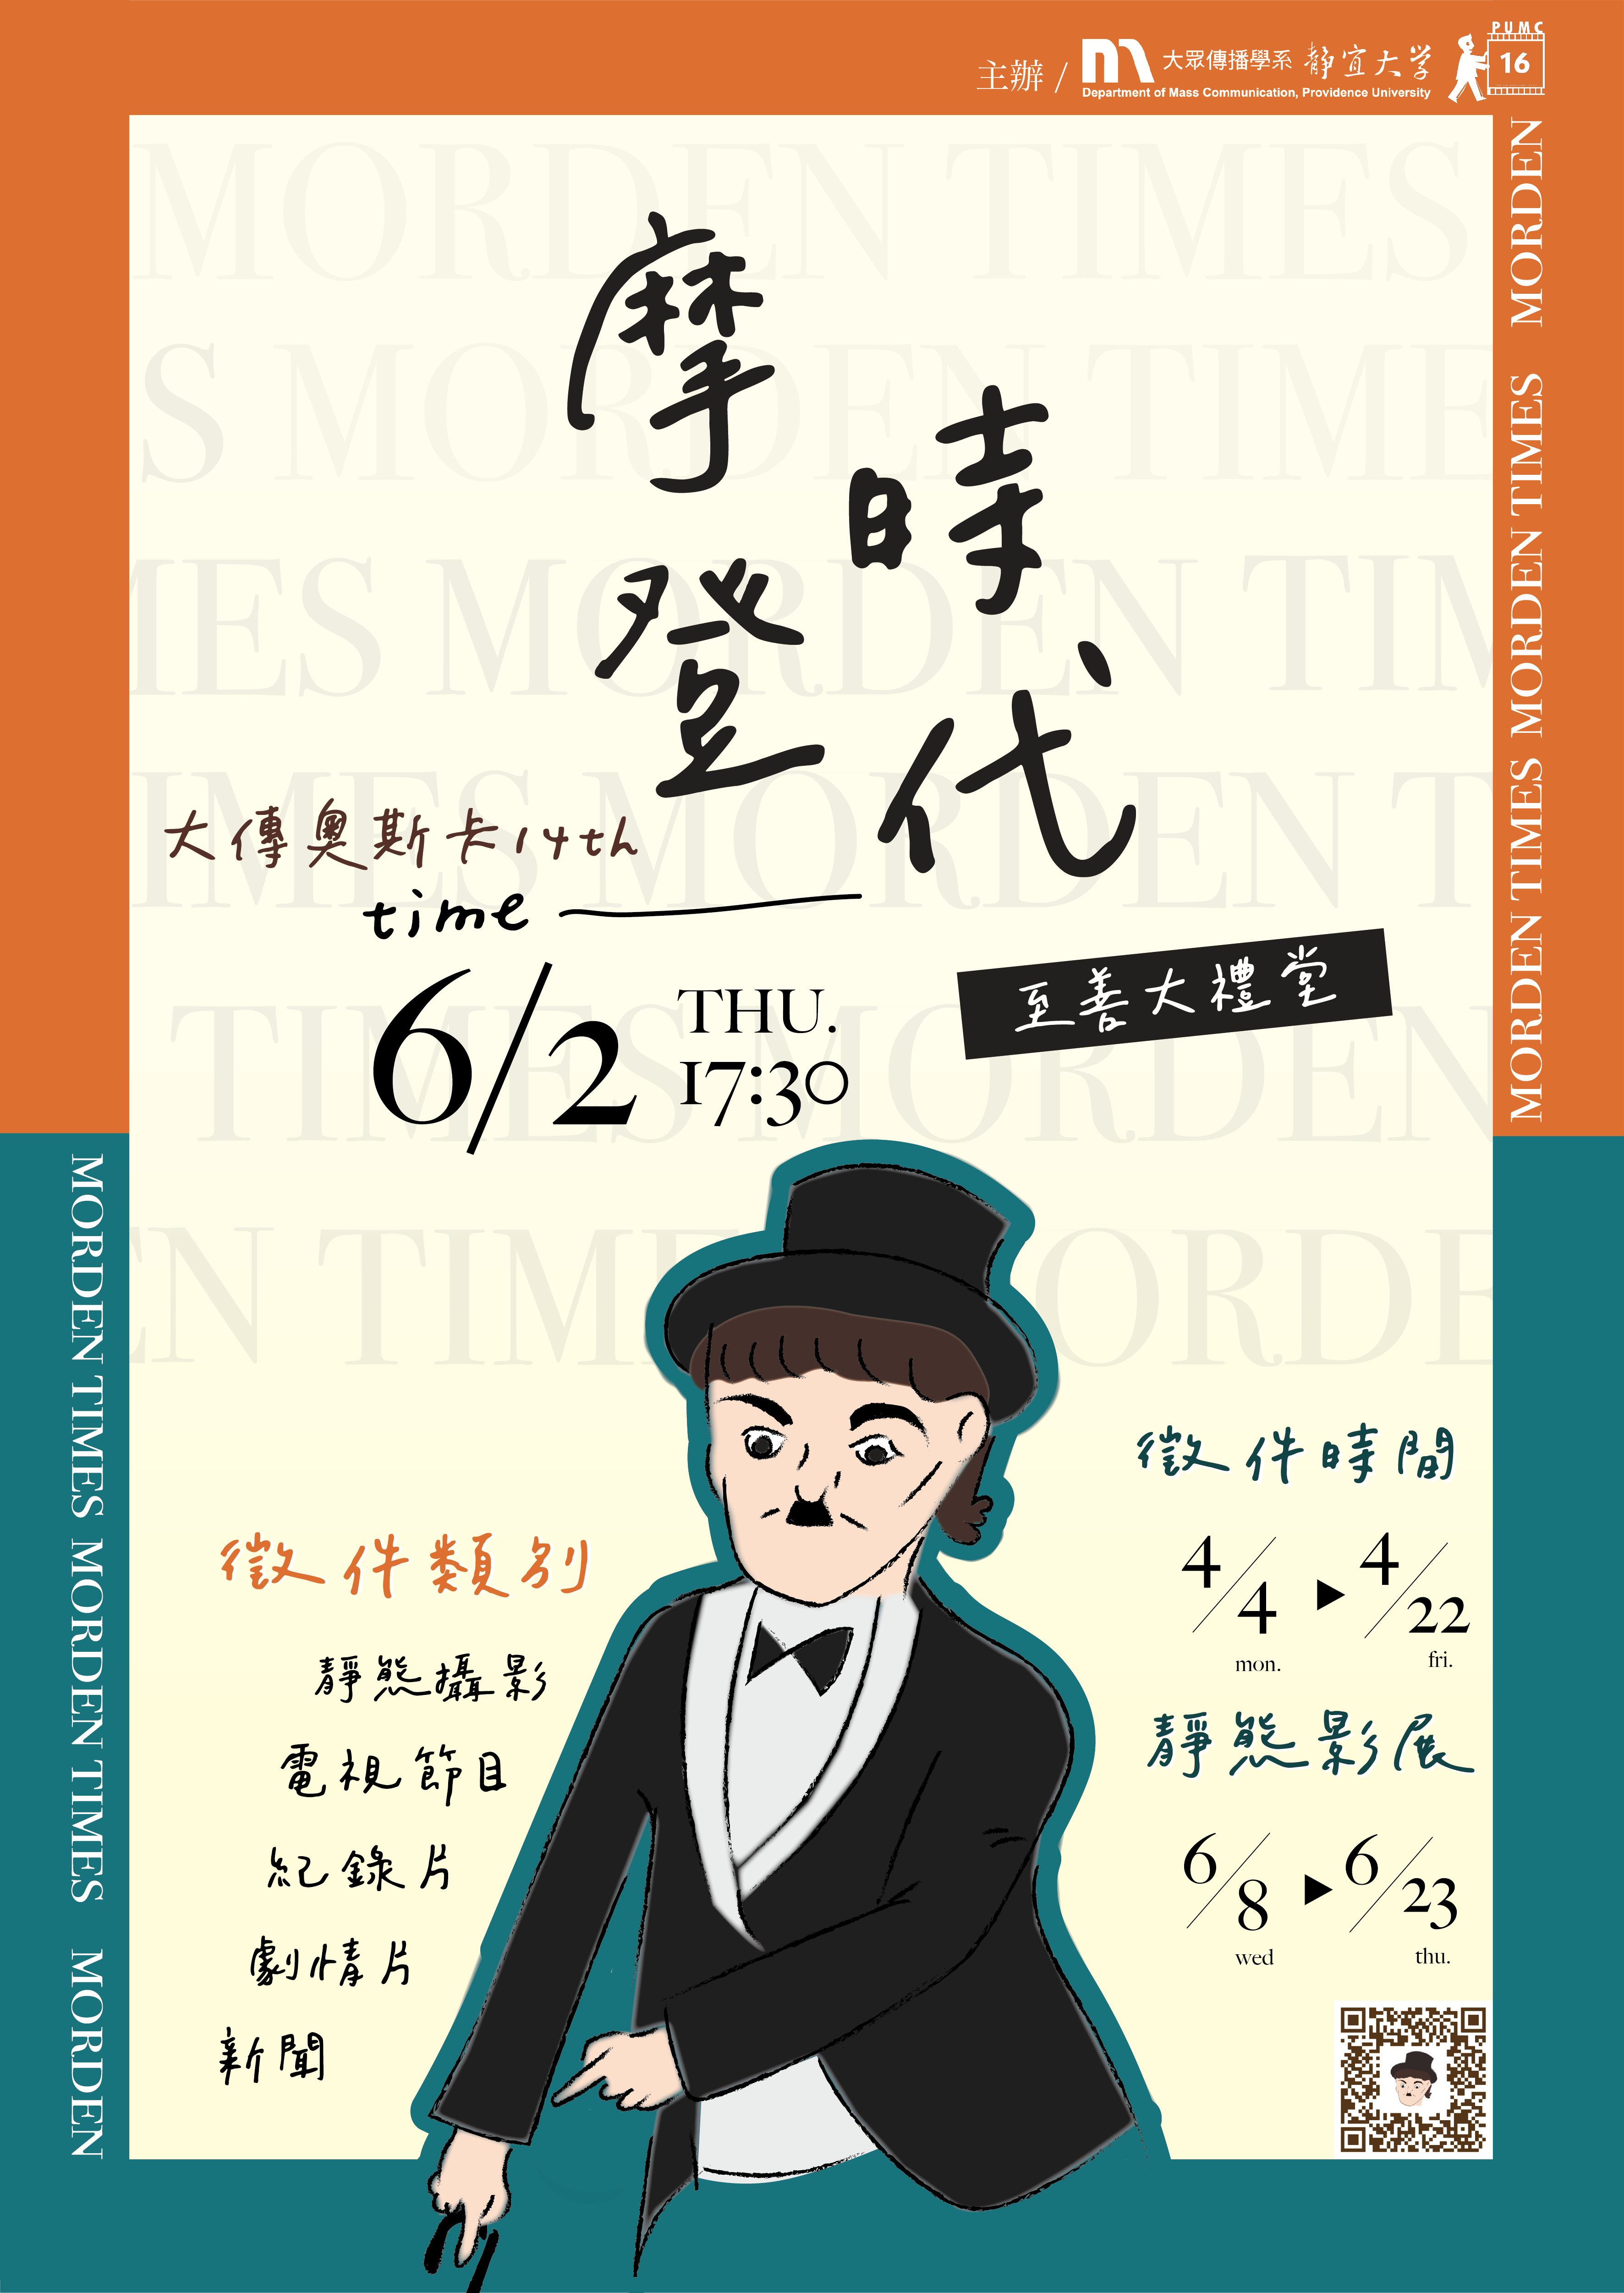 PUMC
16
主辦 / 大眾傳播學系 靜宜大学
Department of Mass Communication, Providence University
MORDEN TIMES
S MORDEN TIME
IMES MORDEN TIM
IMES MORDEN T
TIMES MORDEN
EN TIMES MORDE
摩登
時代
大傳奧斯卡14th
time
6/2 THU.
17:30
至善大禮堂
徵件類別
靜態攝影
電視節目
紀錄片
劇情片
新聞
徵件時間
4/4 ▶ 4/22
mon. fri.
靜態影展
6/8 ▶ 6/23
wed thu.
MORDEN TIMES MORDEN TIMES MORDEN
MORDEN TIMES MORDEN TIMES MORDEN